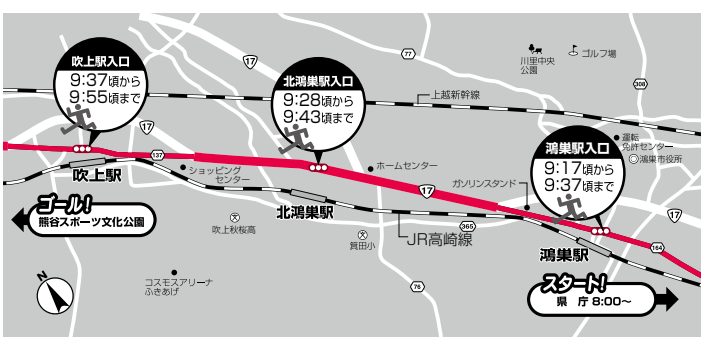 吹上駅入口
9:37頃から
9:55頃まで
17
北鴻巣駅入口
9:28頃から
9:43頃まで
77
川里中央
公園
ゴルフ場
308
上越新幹線
17
137
吹上駅
ショッピング
センター
ホームセンター
鴻巣駅入口
9:17頃から
9:37頃まで
運転
免許センター
鴻巣市役所
ゴール!
熊谷スポーツ文化公園
文
吹上秋桜高
北鴻巣駅
文
箕田小
17
ガソリンスタンド
365
JR高崎線
17
鴻巣駅
164
N
コスモスアリーナ
ふきあげ
76
スタート!
県 庁 8:00〜